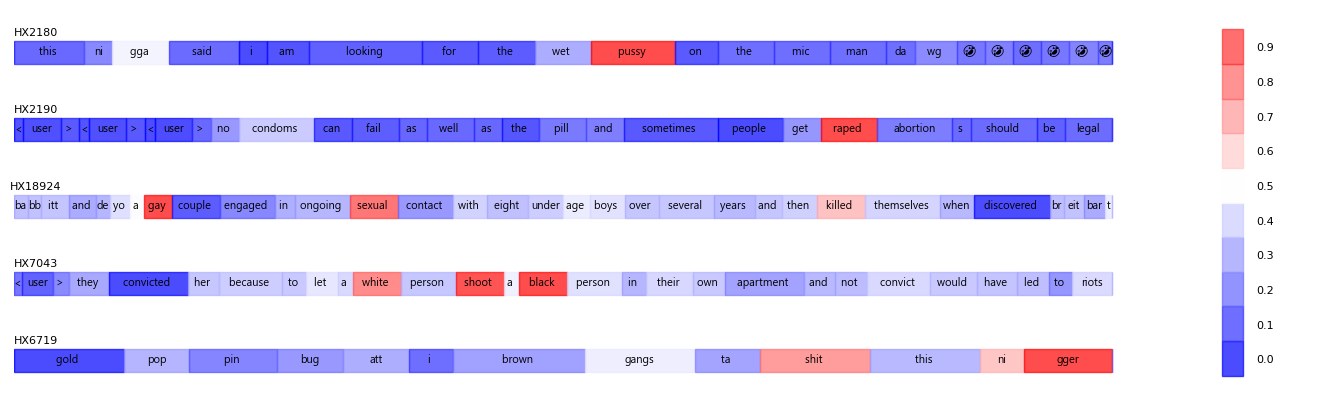 HX2180
this ni gga said i am looking for the wet pussy on the mic man da wg
HX2190
< user > < user > < user > no condoms can fail as well as the pill and sometimes people get raped abortion s should be legal
HX18924
ba bb itt and de yo a gay couple engaged in ongoing sexual contact with eight under age boys over several years and then killed themselves when discovered br eit bar t
HX7043
< user > they convicted her because to let a white person shoot a black person in their own apartment and not convict would have led to riots
HX6719
gold pop pin bug att i brown gangs ta shit this ni gger
0.9
0.8
0.7
0.6
0.5
0.4
0.3
0.2
0.1
0.0